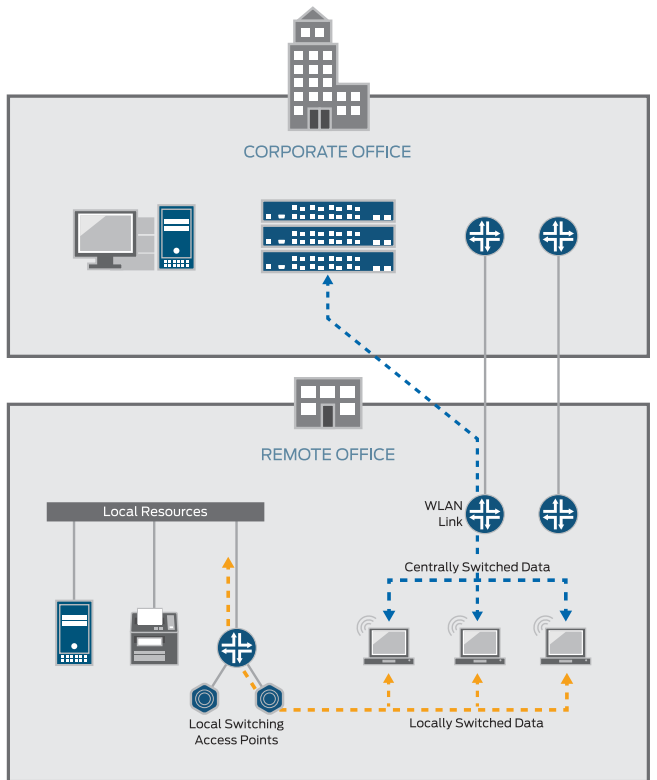 CORPORATE OFFICE
REMOTE OFFICE
Local Resources
WLAN
Link
Centrally Switched Data
Local Switching
Access Points
Locally Switched Data